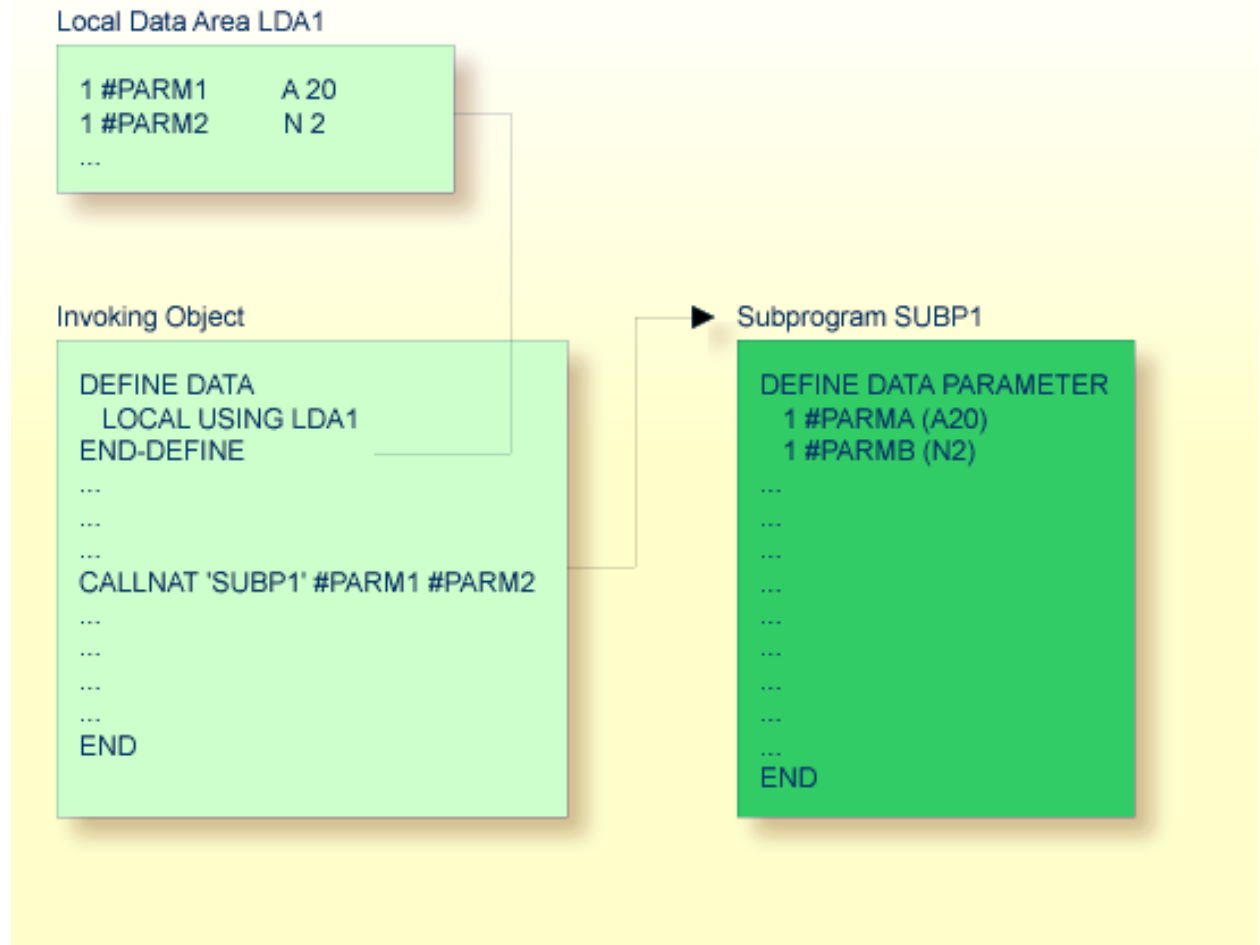 Local Data Area LDA1
1 #PARM1 A 20
1 #PARM2 N 2
...
Invoking Object
DEFINE DATA
LOCAL USING LDA1
END-DEFINE
...
...
...
CALLNAT 'SUBP1' #PARM1 #PARM2
...
...
...
...
END
Subprogram SUBP1
DEFINE DATA PARAMETER
1 #PARMA (A20)
1 #PARMB (N2)
...
...
...
...
...
...
...
...
...
END